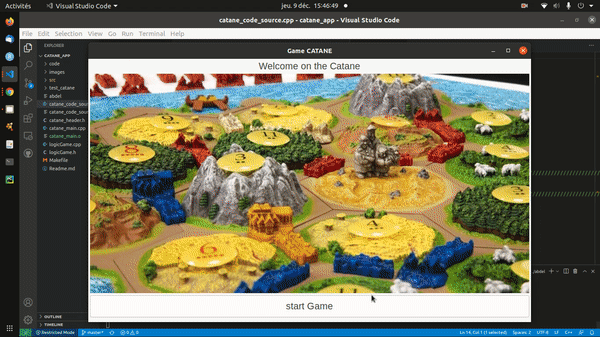 Activités
Visual Studio Code
jeu. 9 déc. 15:46:49
catane_code_source.cpp - catane_app - Visual Studio Code
File Edit Selection View Go Run Terminal Help
EXPLORER
CATANE_APP
code
images
src
test_catane
abdel
catane_code_sour
catane_code_sour
catane_header.h
catane_main.cpp
catane_main.o
logicGame.cpp
logicGame.h
Makefile
Readme.md
OUTLINE
TIMELINE
Game CATANE
Welcome on the Catane
start Game
Restricted Mode
master*
0 0
Ln 14, Col 1 (1 selected)
Spaces: 2
UTF-8
LF
C++